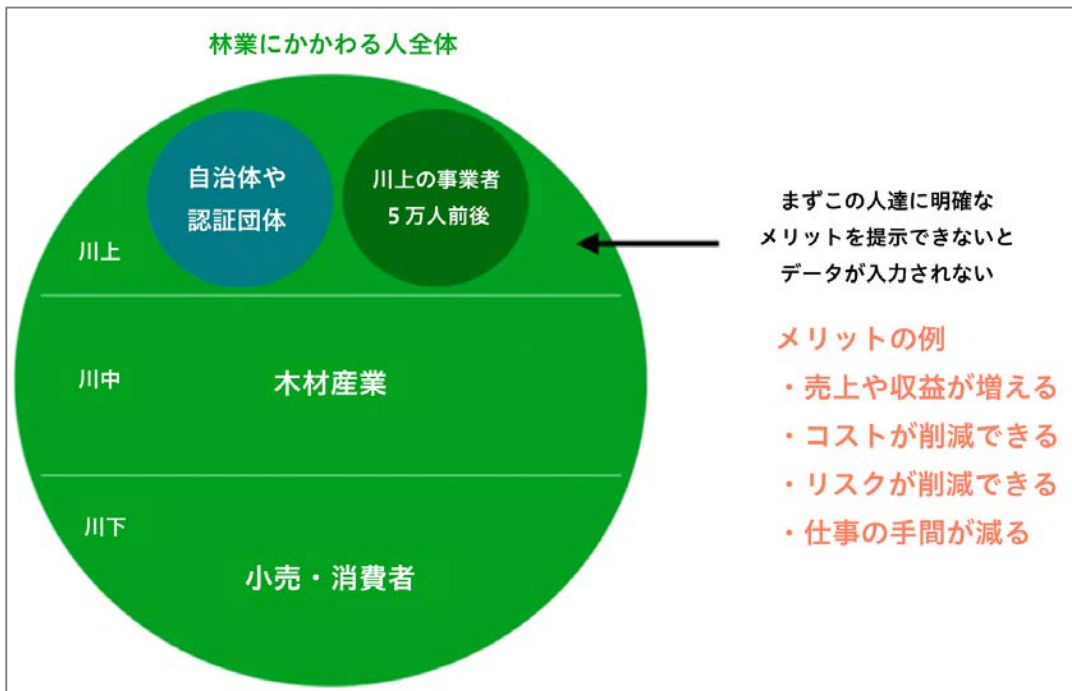 林業にかかわる人全体
自治体や
認証団体
川上の事業者
5万人前後
川上
まずこの人達に明確な
メリットを提示できないと
データが入力されない
メリットの例
・売上や収益が増える
・コストが削減できる
・リスクが削減できる
・仕事の手間が減る
川中
木材産業
川下
小売・消費者